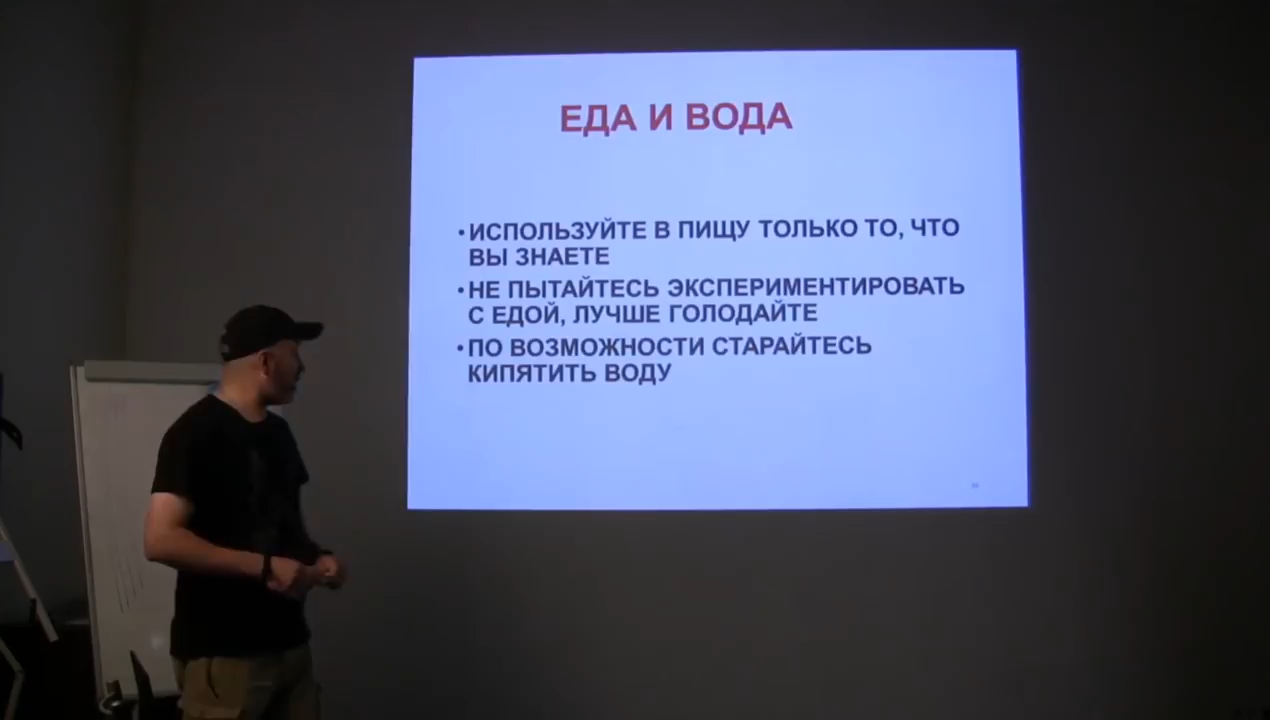 ЕДА И ВОДА
•ИСПОЛЬЗУЙТЕ В ПИЩУ ТОЛЬКО ТО, ЧТО
ВЫ ЗНАЕТЕ
•НЕ ПЫТАЙТЕСЬ ЭКСПЕРИМЕНТИРОВАТЬ
С ЕДОЙ, ЛУЧШЕ ГОЛОДАЙТЕ
•ПО ВОЗМОЖНОСТИ СТАРАЙТЕСЬ
КИПЯТИТЬ ВОДУ